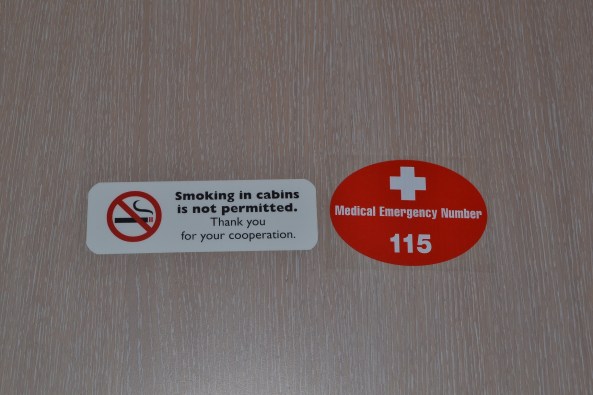 Smoking in cabins
is not permitted.
Thank you
for your cooperation.
Medical Emergency Number
115